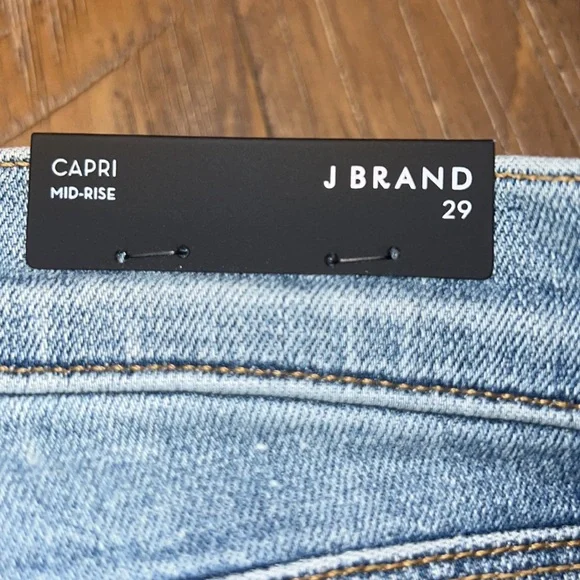 CAPRI
MID-RISE
J BRAND
29